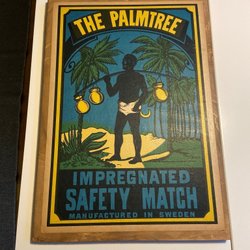 THE PALMTREE
IMPREGNATED
SAFETY MATCH
MANUFACTURED IN SWEDEN